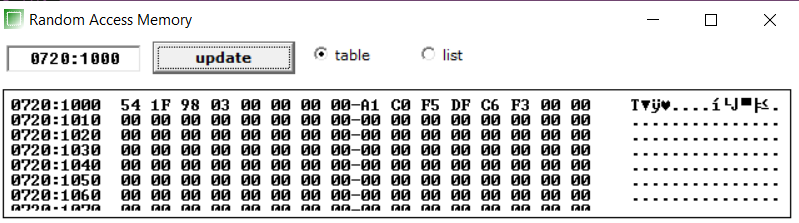 Random Access Memory
0720:1000 update table list
0720:1000 54 1F 98 03 00 00 00 00-A1 C0 F5 DF C6 F3 00 00 T▼ÿ♥....í└⌡▀╞≤..
0720:1010 00 00 00 00 00 00 00 00-00 00 00 00 00 00 00 00 ................
0720:1020 00 00 00 00 00 00 00 00-00 00 00 00 00 00 00 00 ................
0720:1030 00 00 00 00 00 00 00 00-00 00 00 00 00 00 00 00 ................
0720:1040 00 00 00 00 00 00 00 00-00 00 00 00 00 00 00 00 ................
0720:1050 00 00 00 00 00 00 00 00-00 00 00 00 00 00 00 00 ................
0720:1060 00 00 00 00 00 00 00 00-00 00 00 00 00 00 00 00 ................